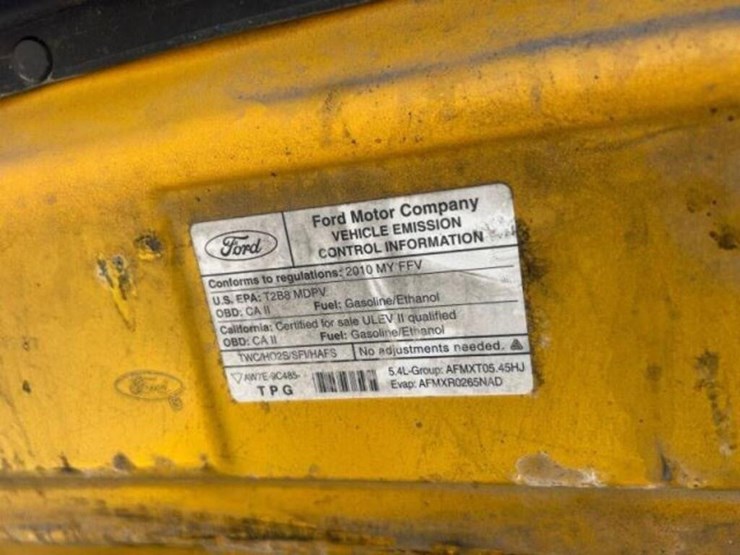 Ford
Ford Motor Company
VEHICLE EMISSION
CONTROL INFORMATION
Conforms to regulations: 2010 MY FFV
U.S. EPA: T2B8 MDPV
OBD: CA II Fuel: Gasoline/Ethanol
California: Certified for sale ULEV II qualified
OBD: CA II Fuel: Gasoline/Ethanol
TWC/HO2S/SFI/HAFS No adjustments needed.
AW7E-9C485-
TPG
5.4L-Group: AFMXT05.45HJ
Evap: AFMXR0265NAD
Ford